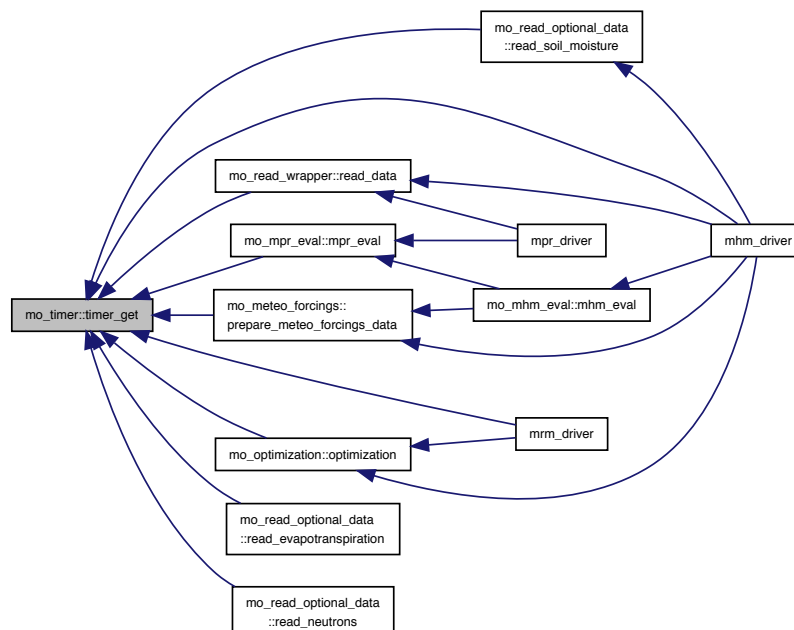 mo_read_optional_data
::read_soil_moisture
mo_read_wrapper::read_data
mo_mpr_eval::mpr_eval
mpr_driver
mhm_driver
mo_timer::timer_get
mo_meteo_forcings::
prepare_meteo_forcings_data
mo_mhm_eval::mhm_eval
mrm_driver
mo_optimization::optimization
mo_read_optional_data
::read_evapotranspiration
mo_read_optional_data
::read_neutrons